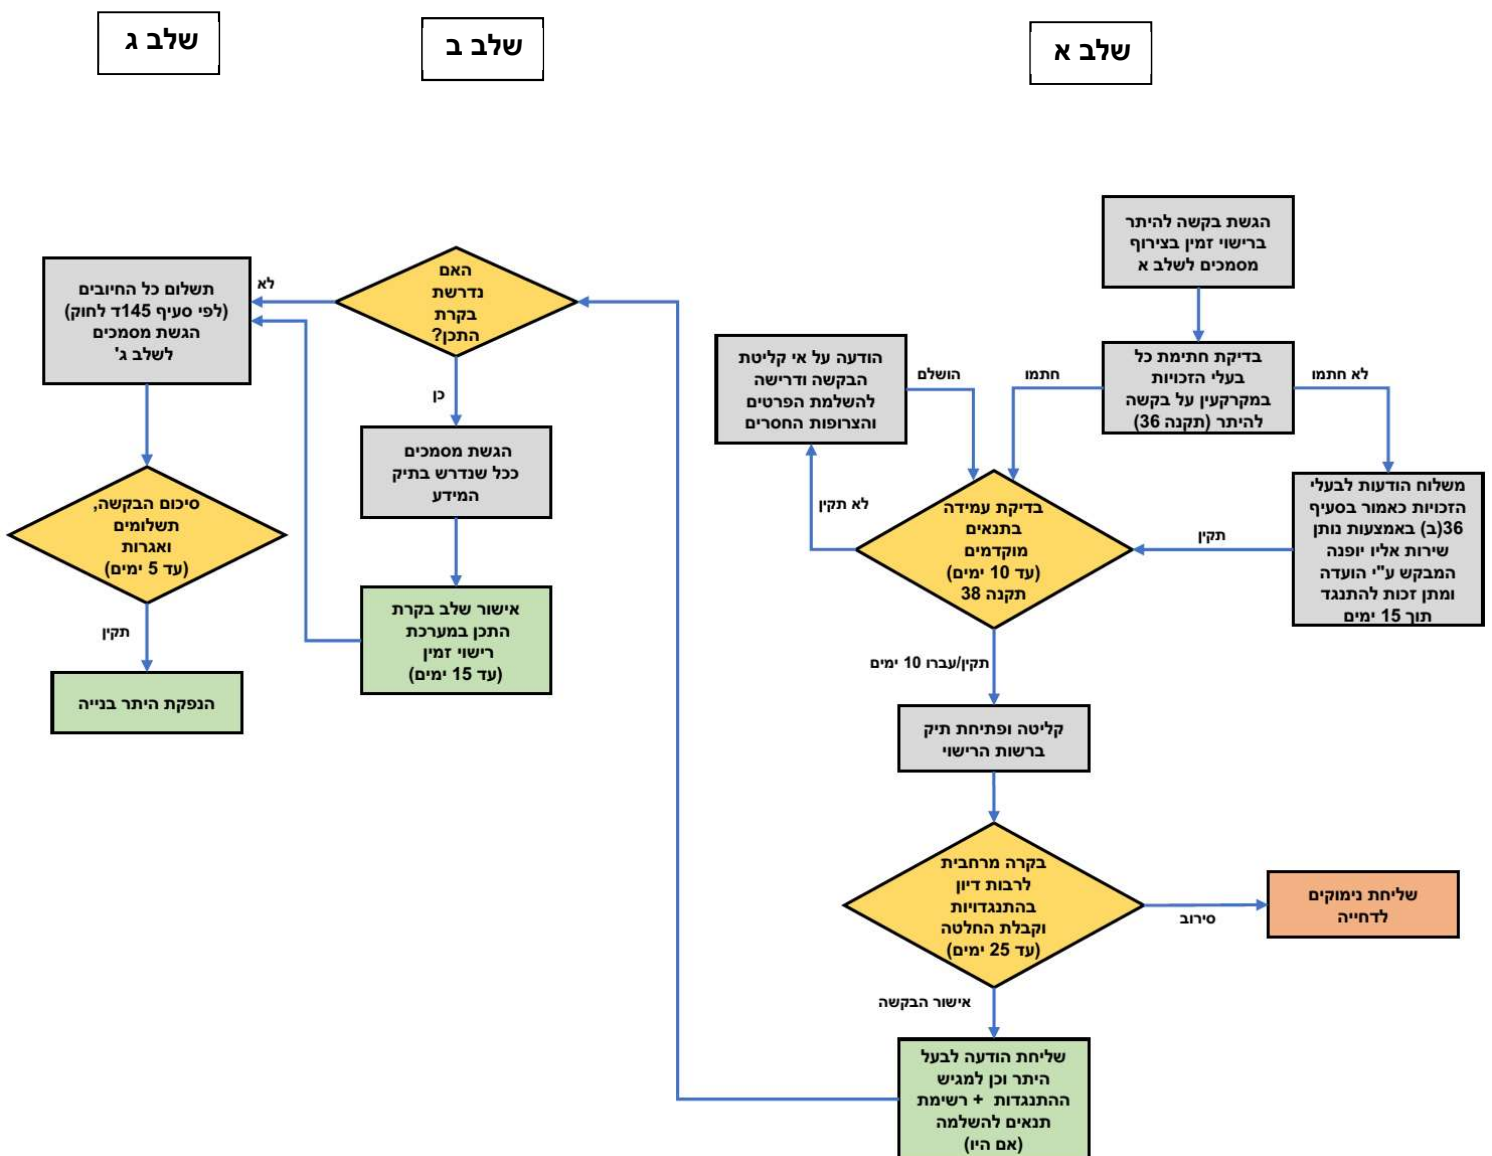 שלב א
שלב ב
שלב ג
הגשת בקשה להיתר
ברישוי זמין בצירוף
מסמכים לשלב א
בדיקת חתימת כל
בעלי הזכויות
במקרקעין על בקשה
להיתר (תקנה 36)
לא חתמו
חתמו
משלוח הודעות לבעלי
הזכויות כאמור בסעיף
36(ב) באמצעות נותן
שירות אליו יופנה
המבקש ע"י הועדה
ומתן זכות להתנגד
תוך 15 ימים
תקין
הודעה על אי קליטת
הבקשה ודרישה
להשלמת הפרטים
והצרופות החסרים
הושלם
לא תקין
בדיקת עמידה
בתנאים
מוקדמים
(עד 10 ימים)
תקנה 38
תקין/עברו 10 ימים
קליטה ופתיחת תיק
ברשות הרישוי
בקרה מרחבית
לרבות דיון
בהתנגדויות
וקבלת החלטה
(עד 25 ימים)
סירוב
שליחת נימוקים
לדחייה
אישור הבקשה
שליחת הודעה לבעל
היתר וכן למגיש
ההתנגדות + רשימת
תנאים להשלמה
(אם היו)
האם
נדרשת
בקרת
התכן?
לא
כן
הגשת מסמכים
ככל שנדרש בתיק
המידע
אישור שלב בקרת
התכן במערכת
רישוי זמין
(עד 15 ימים)
תשלום כל החיובים
(לפי סעיף 145ד לחוק)
הגשת מסמכים
לשלב ג'
תקין
סיכום הבקשה,
תשלומים
ואגרות
(עד 5 ימים)
תקין
הנפקת היתר בנייה